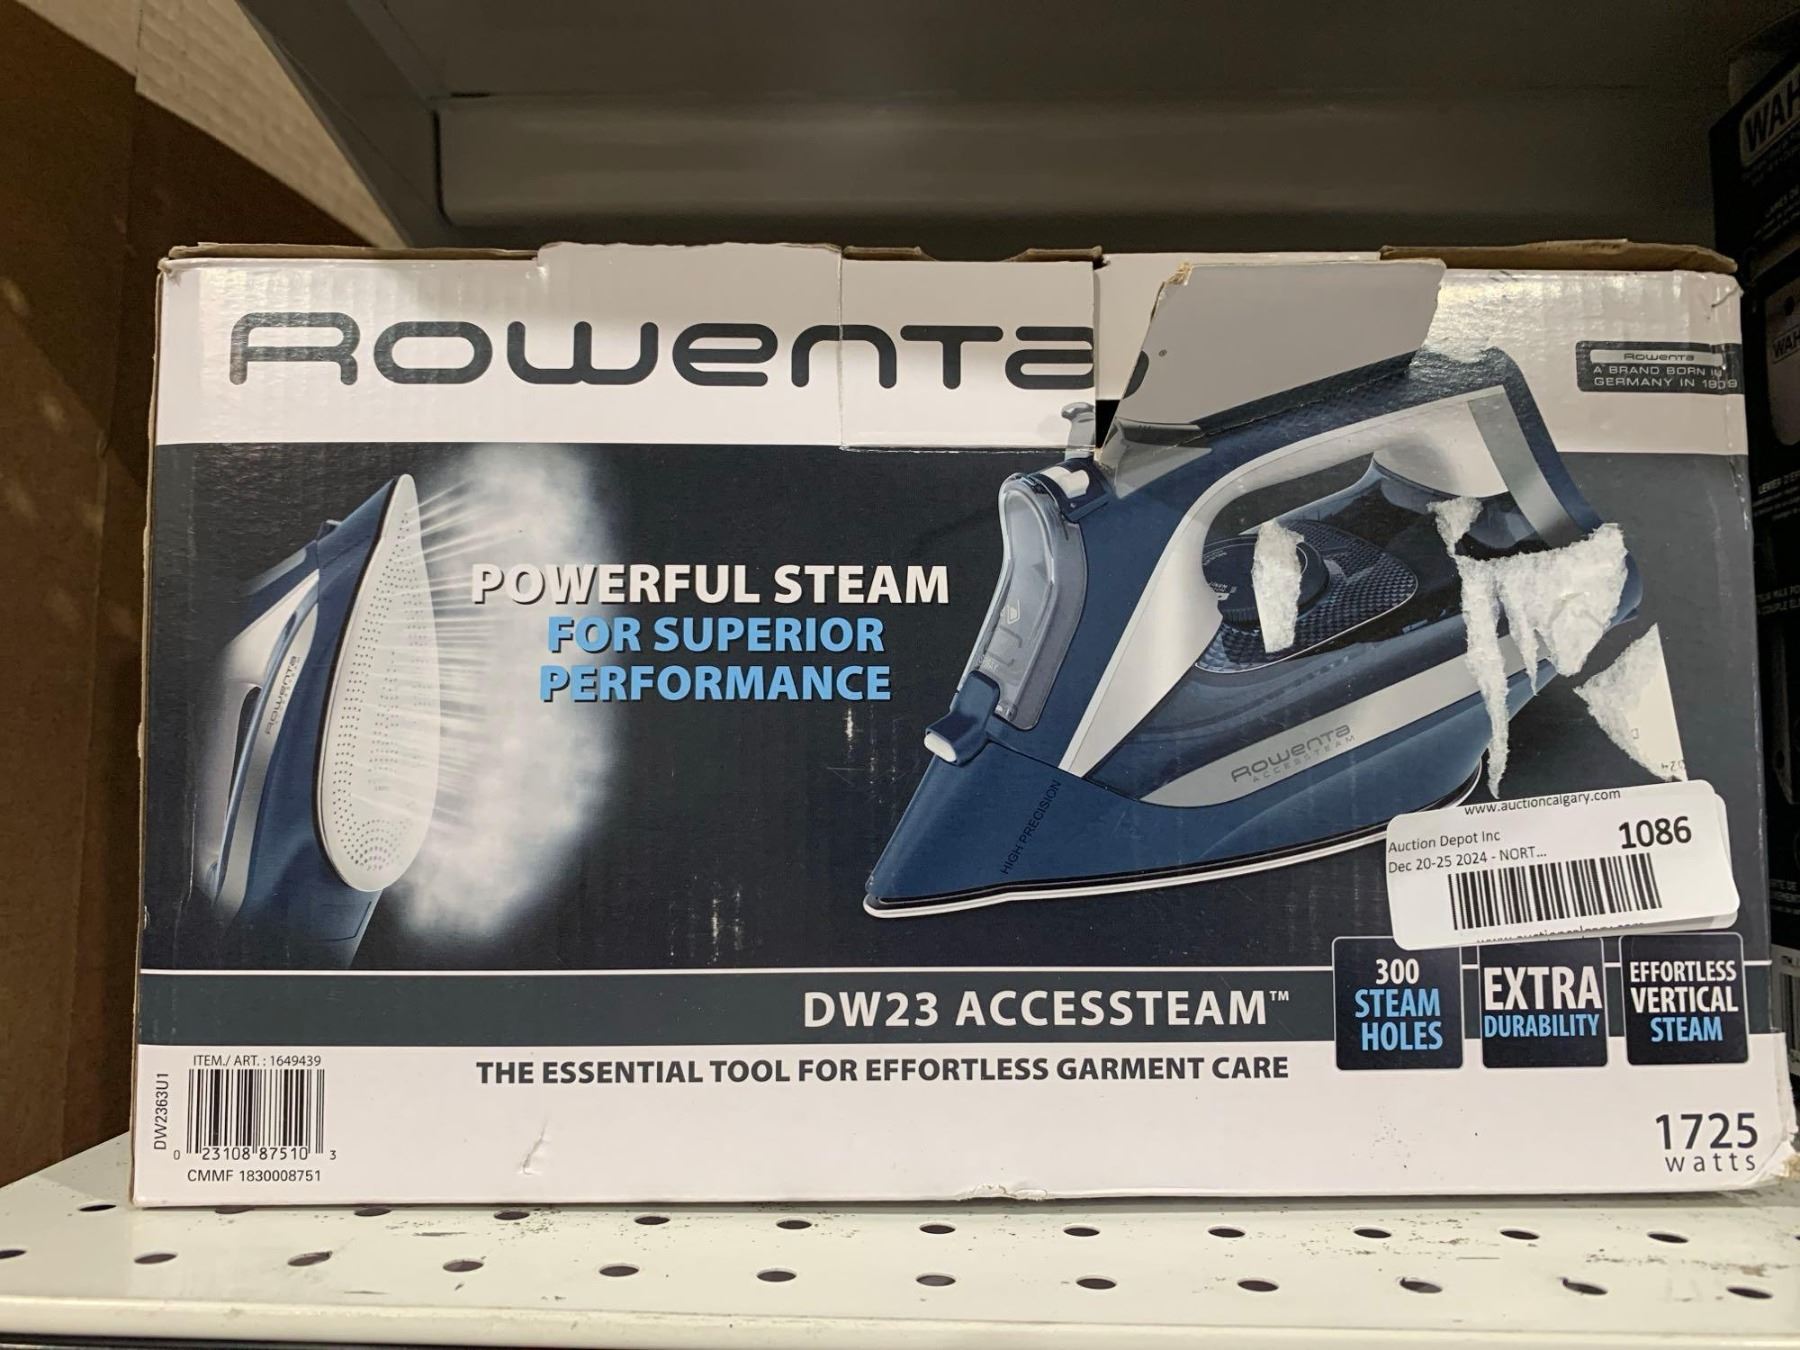 ROWENTA
ROWENTA
A BRAND BORN IN
GERMANY IN 1909
POWERFUL STEAM
FOR SUPERIOR
PERFORMANCE
ROWENTA
ROWENTA
ACCESSTEAM
HIGH PRECISION
www.auctioncalgary.com
Auction Depot Inc
1086
Dec 20-25 2024 - NORT...
DW23 ACCESSTEAM™
300
STEAM
HOLES
EXTRA
DURABILITY
EFFORTLESS
VERTICAL
STEAM
THE ESSENTIAL TOOL FOR EFFORTLESS GARMENT CARE
ITEM./ ART. : 1649439
DW2363U1
0 23108 87510 3
CMMF 1830008751
1725
watts
WAH
WAH